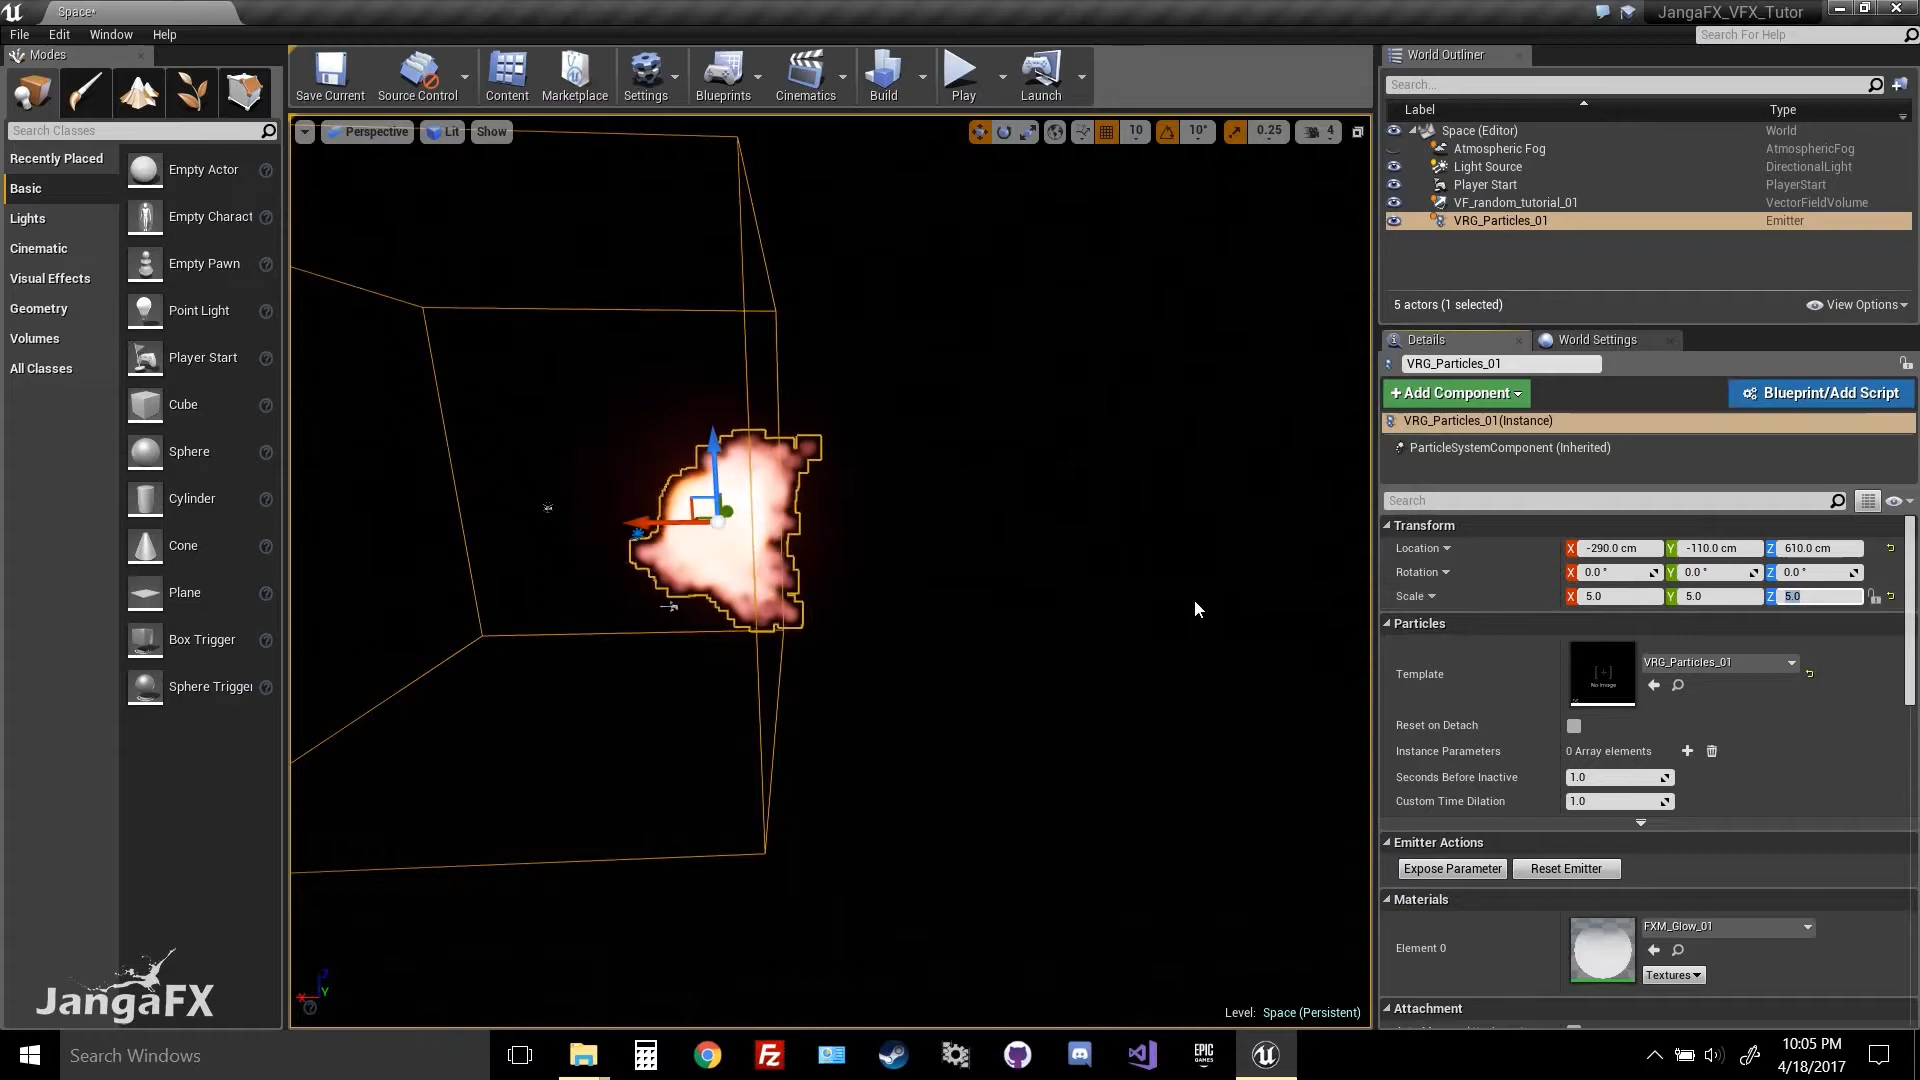 Space*
JangaFX_VFX_Tutor
File Edit Window Help
Search For Help
Modes
Search Classes
Recently Placed
Basic
Lights
Cinematic
Visual Effects
Geometry
Volumes
All Classes
Empty Actor
Empty Charact
Empty Pawn
Point Light
Player Start
Cube
Sphere
Cylinder
Cone
Plane
Box Trigger
Sphere Trigger
JangaFX
Save Current Source Control Content Marketplace Settings Blueprints Cinematics Build Play Launch
Perspective Lit Show 10 10° 0.25 4
Z
Y
X
Level: Space (Persistent)
World Outliner
Search...
Label Type
Space (Editor) World
Atmospheric Fog AtmosphericFog
Light Source DirectionalLight
Player Start PlayerStart
VF_random_tutorial_01 VectorFieldVolume
VRG_Particles_01 Emitter
5 actors (1 selected) View Options
Details World Settings
VRG_Particles_01
+Add Component Blueprint/Add Script
VRG_Particles_01(Instance)
ParticleSystemComponent (Inherited)
Search
Transform
Location X -290.0 cm Y -110.0 cm Z 610.0 cm
Rotation X 0.0 ° Y 0.0 ° Z 0.0 °
Scale X 5.0 Y 5.0 Z 5.0
Particles
Template [+] No Image VRG_Particles_01
Reset on Detach
Instance Parameters 0 Array elements
Seconds Before Inactive 1.0
Custom Time Dilation 1.0
Emitter Actions
Expose Parameter Reset Emitter
Materials
Element 0 FXM_Glow_01
Textures
Attachment
Search Windows
EPIC GAMES
10:05 PM
4/18/2017